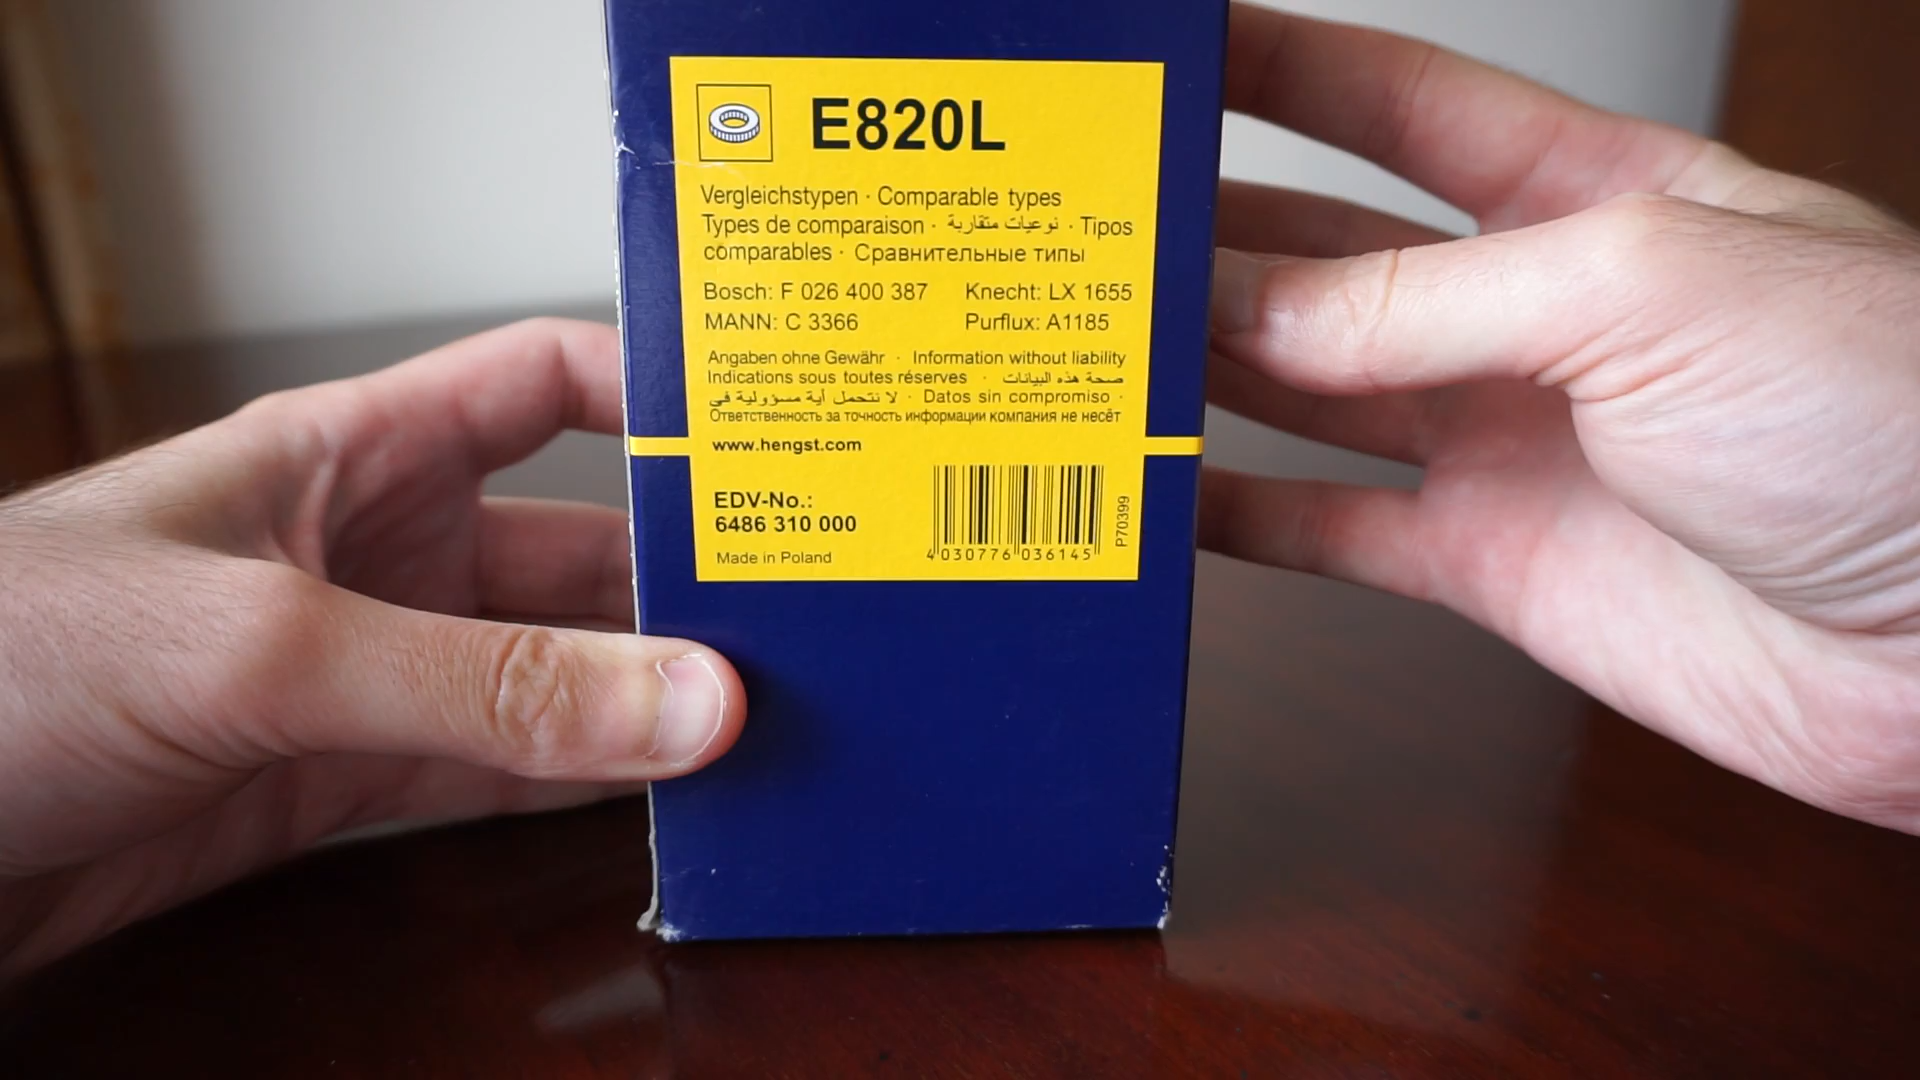 E820L
Vergleichstypen · Comparable types
Types de comparaison · نوعيات متقاربة · Tipos
comparables · Сравнительные типы
Bosch: F 026 400 387 Knecht: LX 1655
MANN: C 3366 Purflux: A1185
Angaben ohne Gewähr · Information without liability
Indications sous toutes réserves · صحة هذه البيانات
لا نتحمل أية مسؤولية في · Datos sin compromiso ·
Ответственность за точность информации компания не несёт
www.hengst.com
EDV-No.:
6486 310 000
Made in Poland
4 030776 036145
P70399